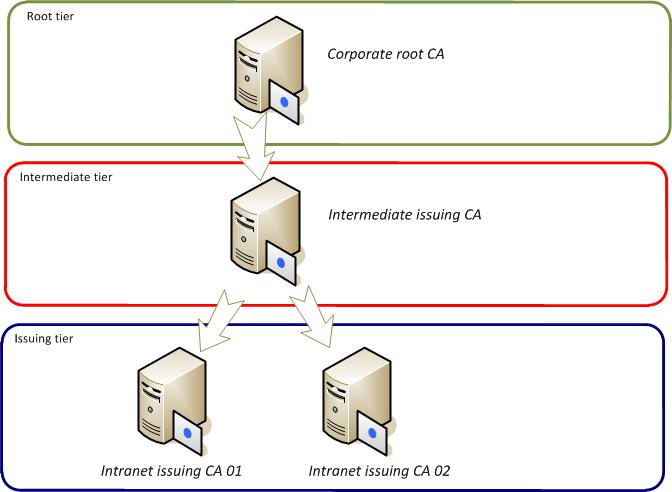 Root tier
Corporate root CA
Intermediate tier
Intermediate issuing CA
Issuing tier
Intranet issuing CA 01
Intranet issuing CA 02